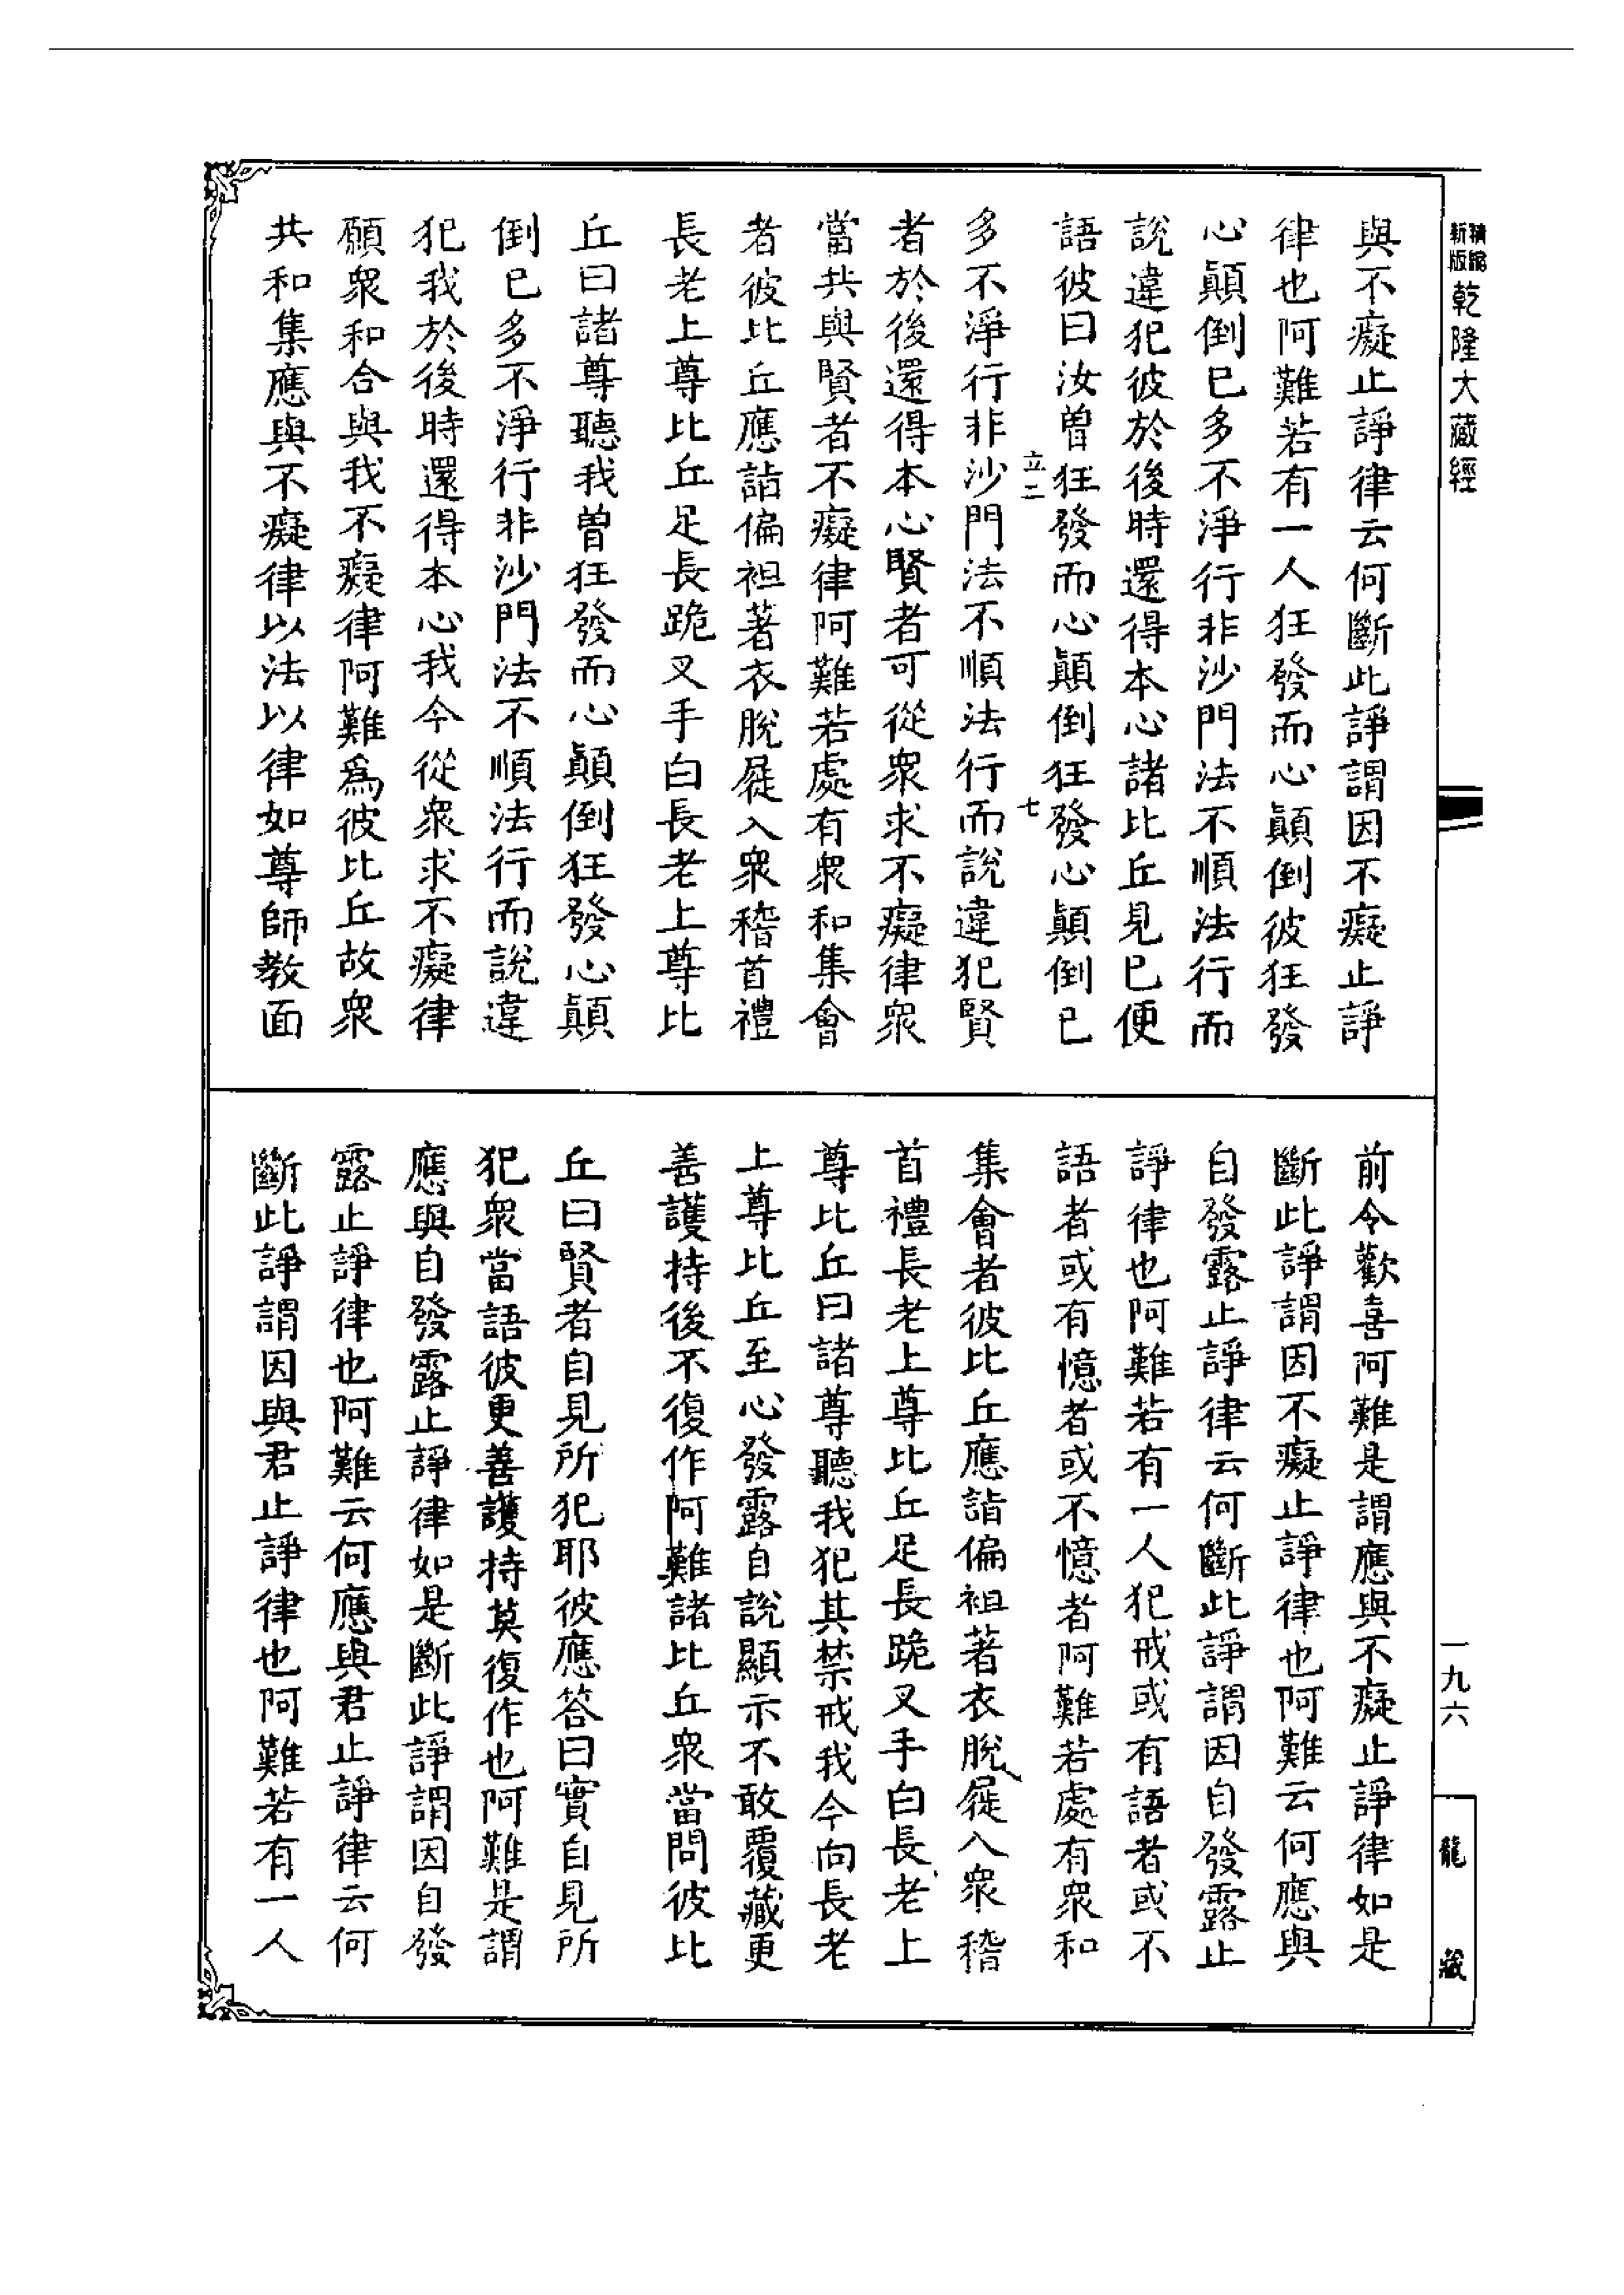 精縮
新版
乾隆大藏經
與不癡止諍律云何斷此諍謂因不癡止諍
律也阿難若有一人狂發而心顛倒彼狂發
心顛倒已多不淨行非沙門法不順法行而
說違犯彼於後時還得本心諸比丘見已便
語彼曰汝曾狂發而心顛倒狂發心顛倒已
立二
七
多不淨行非沙門法不順法行而說違犯賢
者於後還得本心賢者可從衆求不癡律衆
當共與賢者不癡律阿難若處有衆和集會
者彼比丘應詣偏袒著衣脫屣入衆稽首禮
長老上尊比丘足長跪叉手白長老上尊比
丘曰諸尊聽我曽狂發而心顛倒狂發心顛
倒已多不淨行非沙門法不順法行而說違
犯我於後時還得本心我今從衆求不癡律
願衆和合與我不癡律阿難爲彼比丘故衆
共和集應與不癡律以法以律如尊師教面
前令歡喜阿難是謂應與不癡止諍律如是
斷此諍謂因不癡止諍律也阿難云何應與
自發露止諍律云何斷此諍謂因自發露止
諍律也阿難若有一人犯戒或有語者或不
語者或有憶者或不憶者阿難若處有衆和
集會者彼比丘應詣偏袒著衣脫屣入衆稽
首禮長老上尊比丘足長跪叉手白長老上
尊比丘曰諸尊聽我犯其禁戒我今向長老
上尊比丘至心發露自說顯示不敢覆藏更
善護持後不復作阿難諸比丘衆當問彼比
丘曰賢者自見所犯耶彼應答曰實自見所
犯衆當語彼更善護持莫復作也阿難是謂
應與自發露止諍律如是斷此諍謂因自發
露止諍律也阿難云何應與君止諍律云何
斷此諍謂因與君止諍律也阿難若有一人
一九六
龍藏